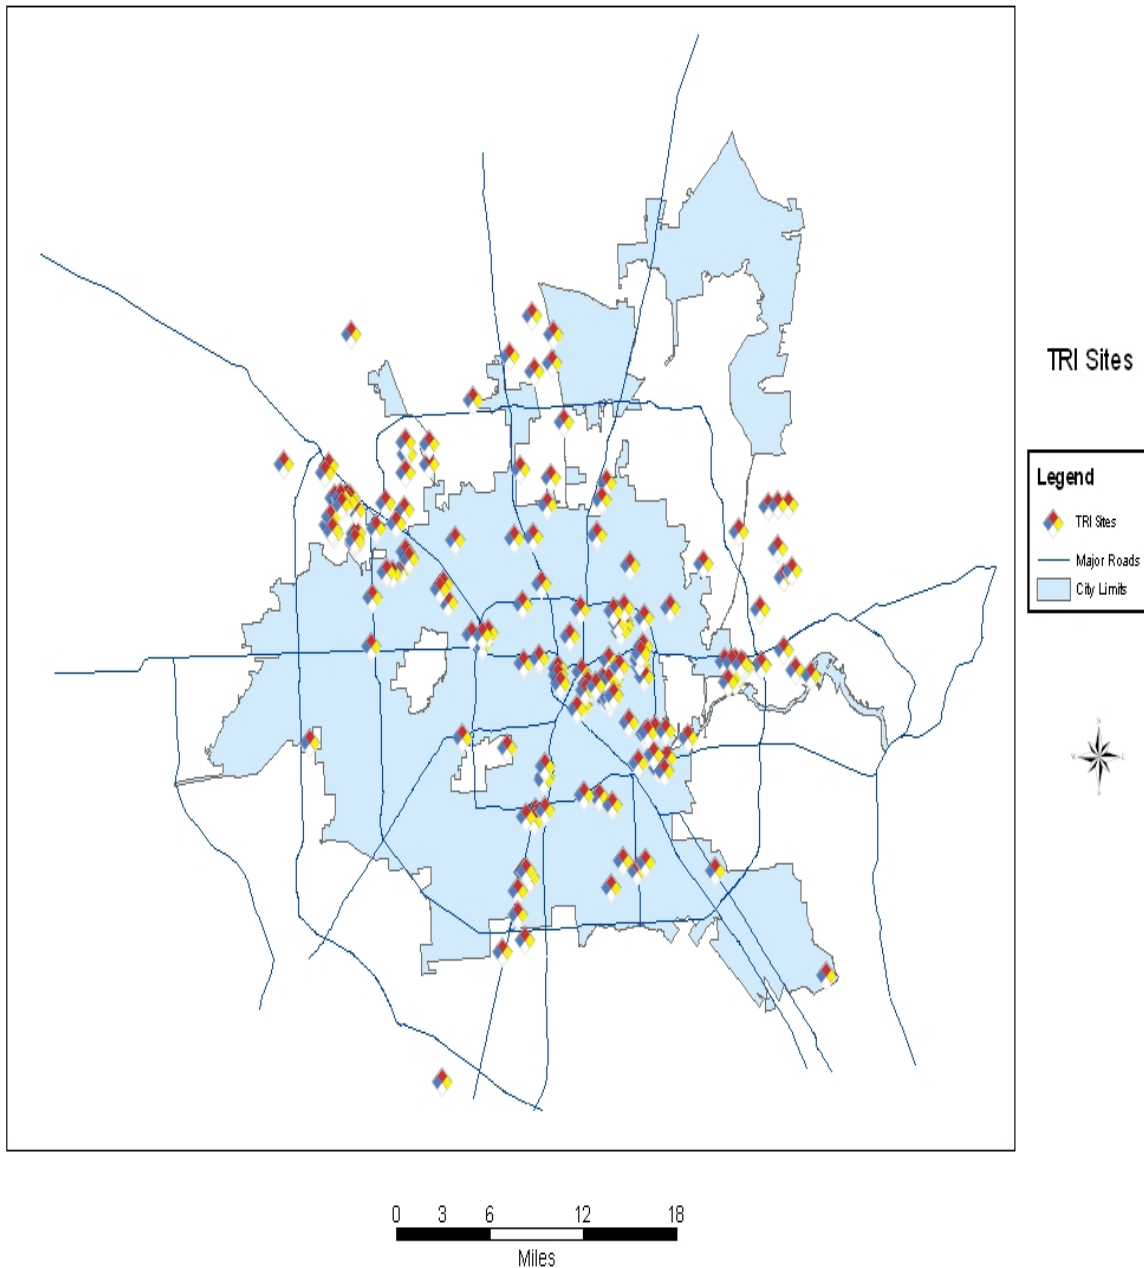 TRI Sites
Legend
TRI Sites
Major Roads
City Limits
N
W E
S
0 3 6 12 18
Miles